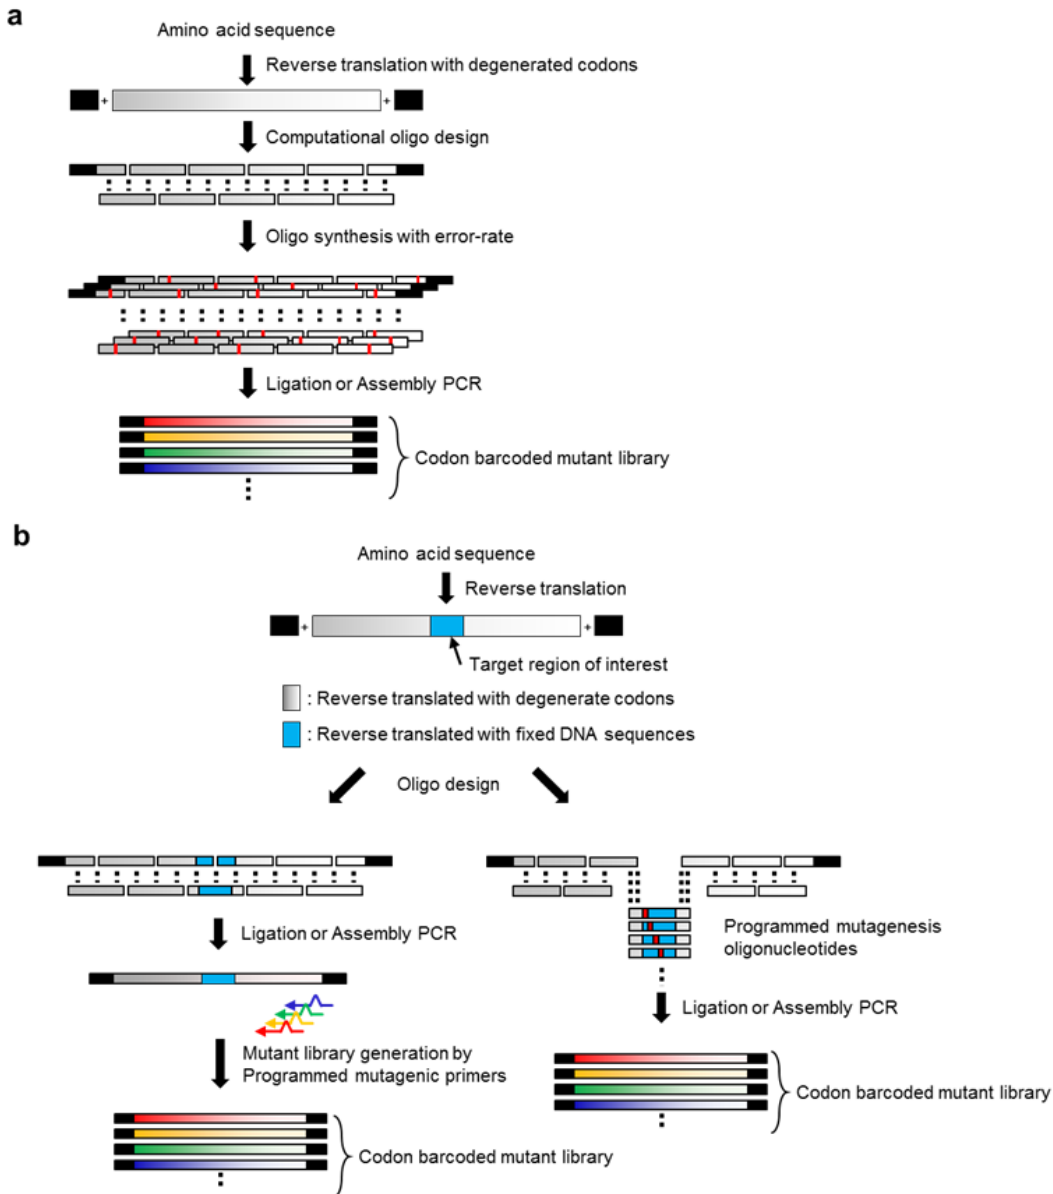 a
Amino acid sequence
Reverse translation with degenerated codons
+
+
Computational oligo design
Oligo synthesis with error-rate
Ligation or Assembly PCR
Codon barcoded mutant library
b
Amino acid sequence
Reverse translation
+
+
Target region of interest
: Reverse translated with degenerate codons
: Reverse translated with fixed DNA sequences
Oligo design
Ligation or Assembly PCR
Mutant library generation by
Programmed mutagenic primers
Codon barcoded mutant library
Programmed mutagenesis
oligonucleotides
Ligation or Assembly PCR
Codon barcoded mutant library